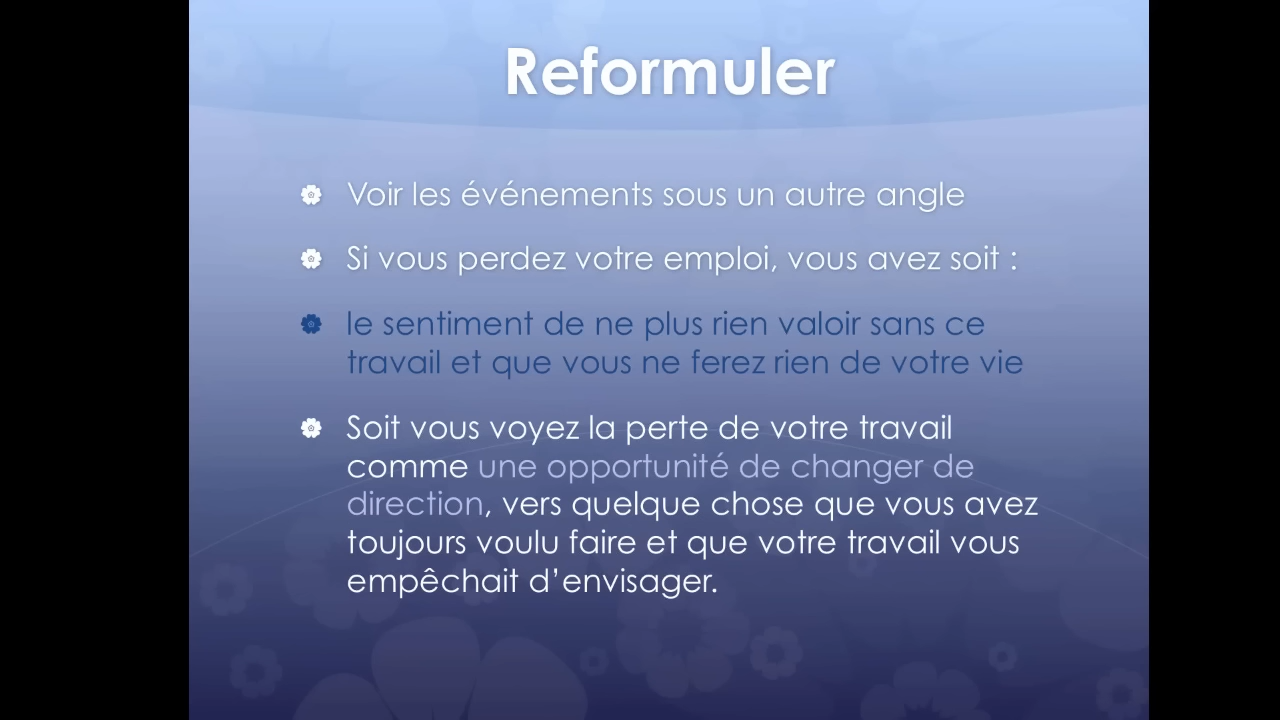 Reformuler
Voir les événements sous un autre angle
Si vous perdez votre emploi, vous avez soit :
le sentiment de ne plus rien valoir sans ce
travail et que vous ne ferez rien de votre vie
Soit vous voyez la perte de votre travail
comme une opportunité de changer de
direction, vers quelque chose que vous avez
toujours voulu faire et que votre travail vous
empêchait d’envisager.